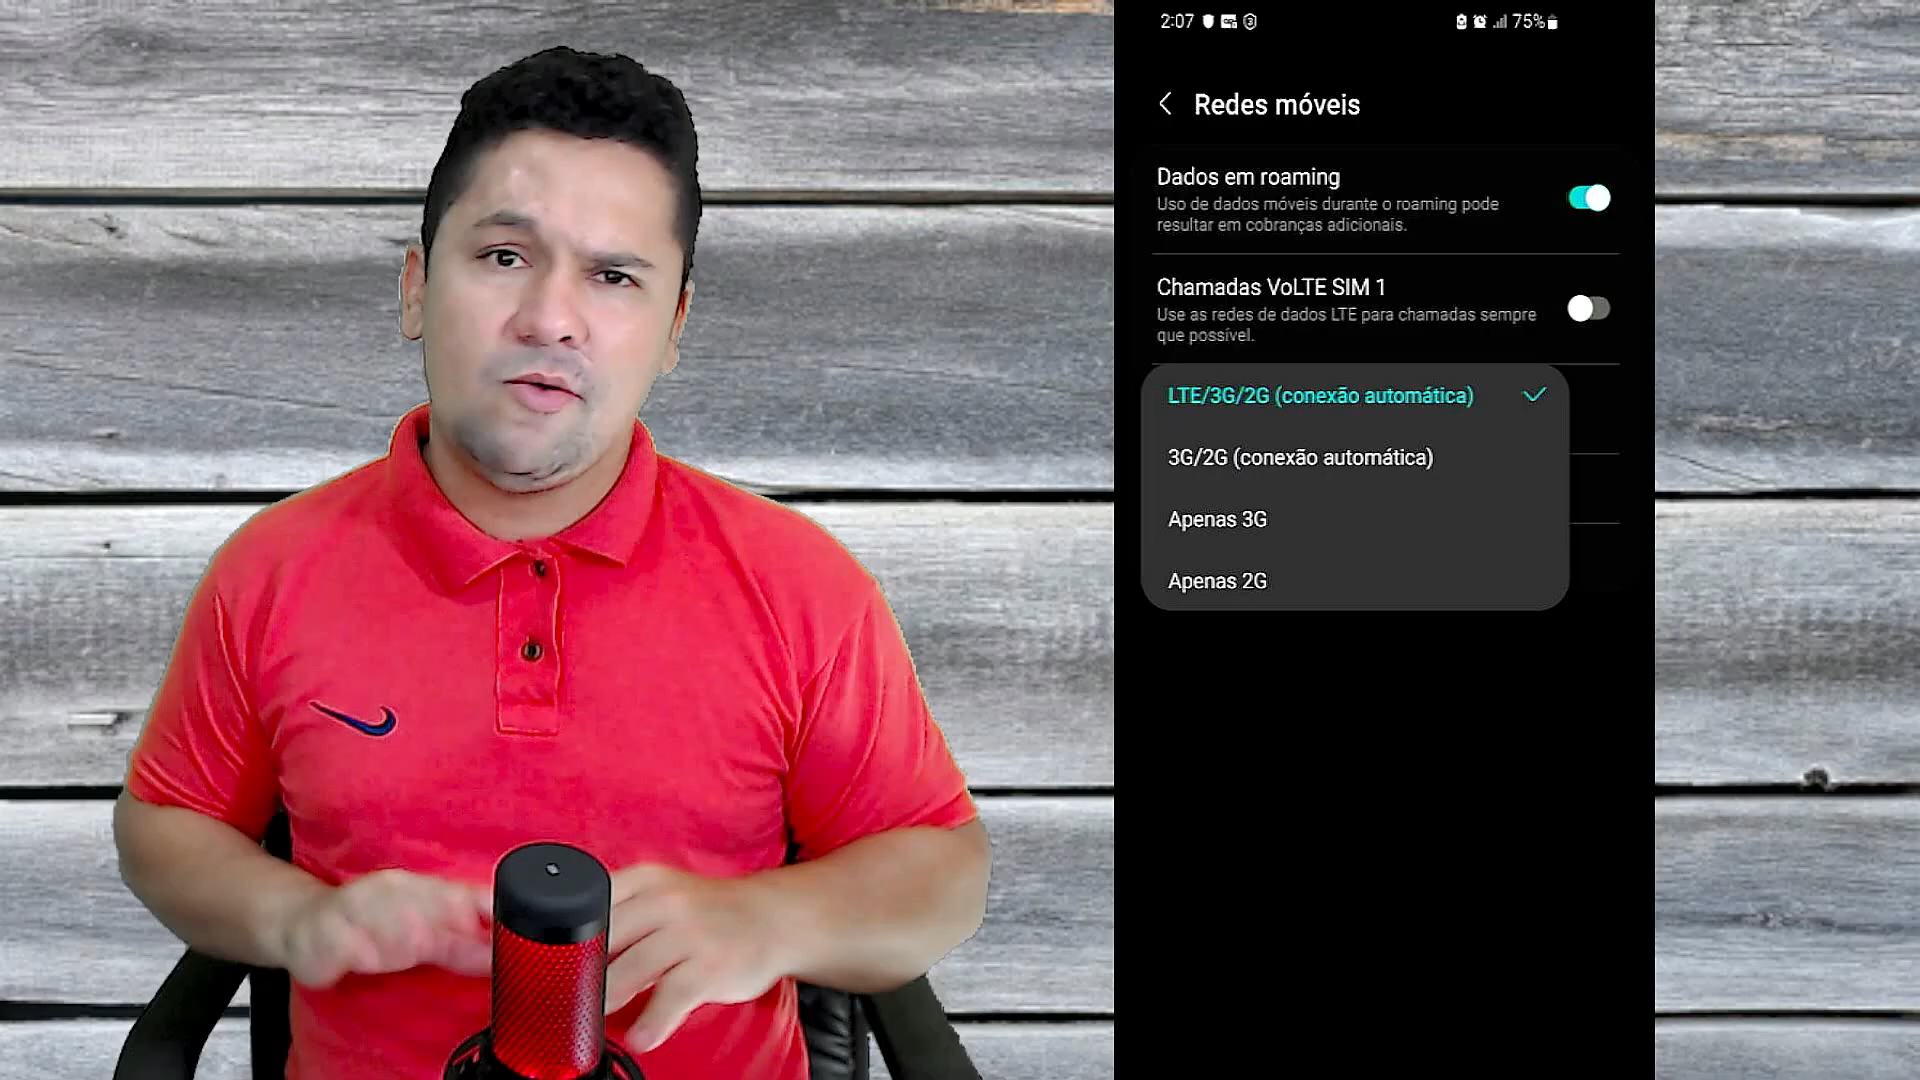 2:07
75%
Redes móveis
Dados em roaming
Uso de dados móveis durante o roaming pode
resultar em cobranças adicionais.
Chamadas VoLTE SIM 1
Use as redes de dados LTE para chamadas sempre
que possível.
LTE/3G/2G (conexão automática)
3G/2G (conexão automática)
Apenas 3G
Apenas 2G